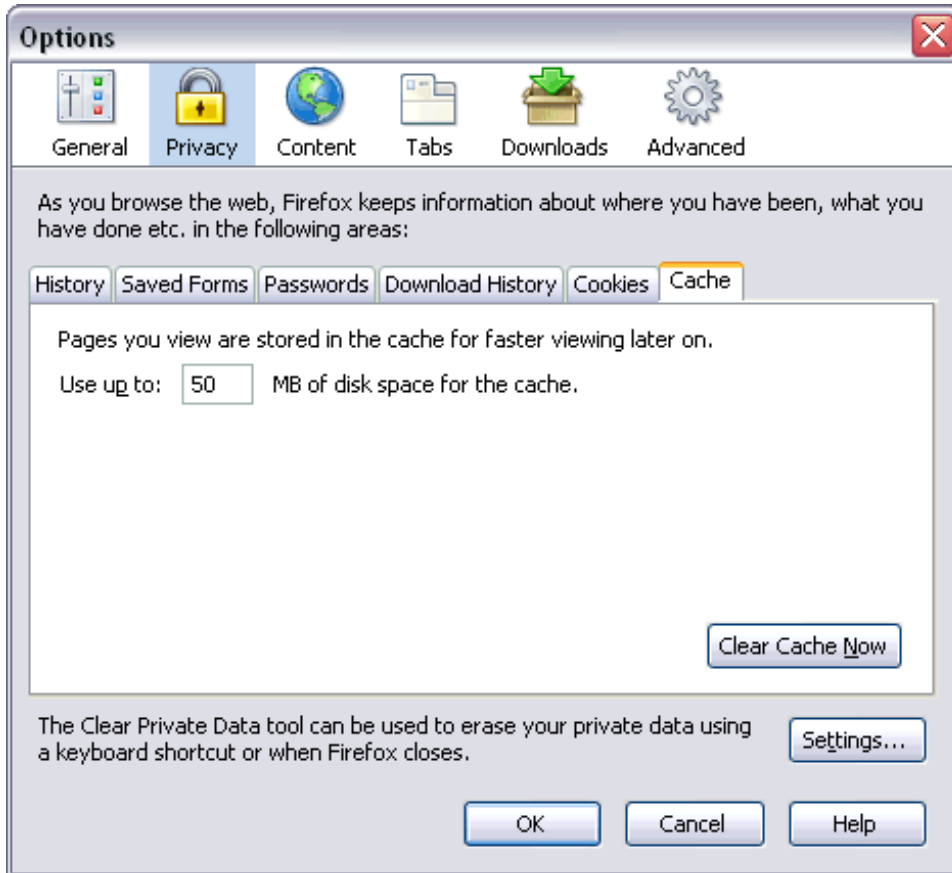 Options
General Privacy Content Tabs Downloads Advanced
As you browse the web, Firefox keeps information about where you have been, what you
have done etc. in the following areas:
History Saved Forms Passwords Download History Cookies Cache
Pages you view are stored in the cache for faster viewing later on.
Use up to: 50 MB of disk space for the cache.
Clear Cache Now
The Clear Private Data tool can be used to erase your private data using
a keyboard shortcut or when Firefox closes.
Settings...
OK Cancel Help